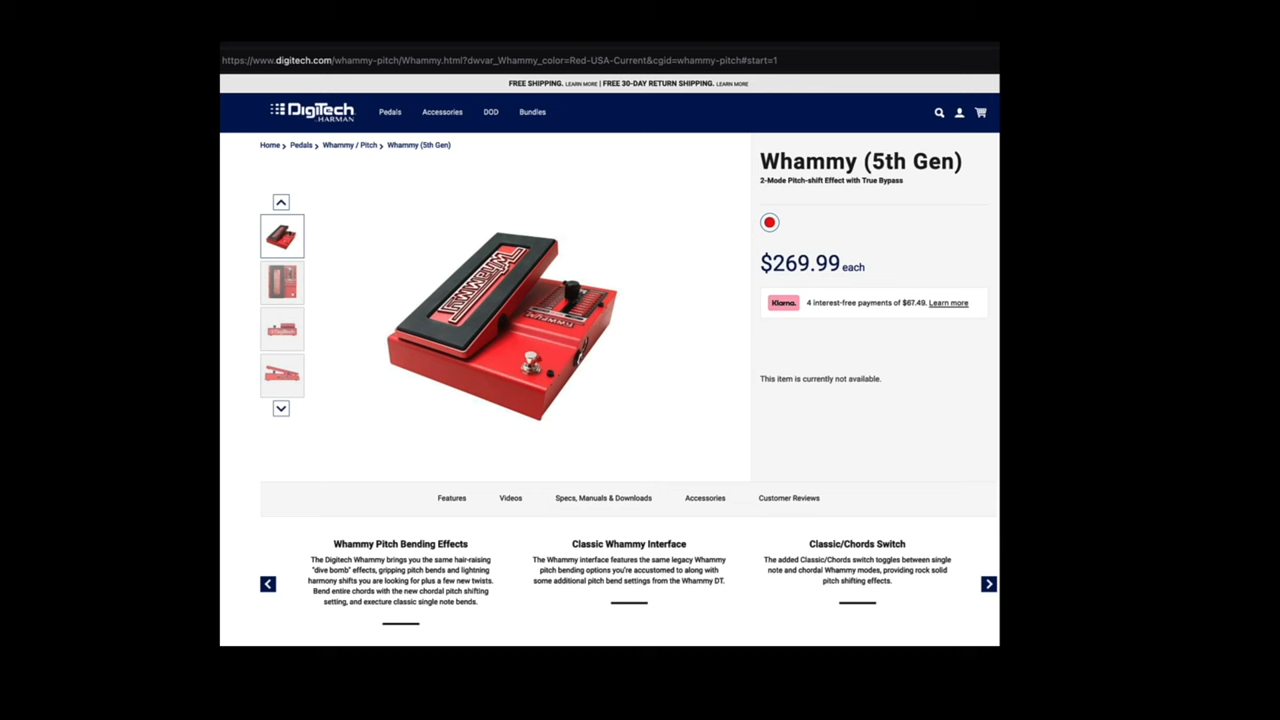 https://www.digitech.com/whammy-pitch/Whammy.html?dwvar_Whammy_color=Red-USA-Current&cgid=whammy-pitch#start=1
FREE SHIPPING. LEARN MORE | FREE 30-DAY RETURN SHIPPING. LEARN MORE
DigiTech Pedals Accessories DOD Bundles
HARMAN
Home Pedals Whammy / Pitch Whammy (5th Gen)
Whammy (5th Gen)
2-Mode Pitch-shift Effect with True Bypass
$269.99 each
Klarna. 4 interest-free payments of $67.49. Learn more
This item is currently not available.
Whammy
Features Videos Specs, Manuals & Downloads Accessories Customer Reviews
Whammy Pitch Bending Effects
The Digitech Whammy brings you the same hair-raising
"dive bomb" effects, gripping pitch bends and lightning
harmony shifts you are looking for plus a few new twists.
Bend entire chords with the new chordal pitch shifting
setting, and execture classic single note bends.
Classic Whammy Interface
The Whammy interface features the same legacy Whammy
pitch bending options you're accustomed to along with
some additional pitch bend settings from the Whammy DT.
Classic/Chords Switch
The added Classic/Chords switch toggles between single
note and chordal Whammy modes, providing rock solid
pitch shifting effects.